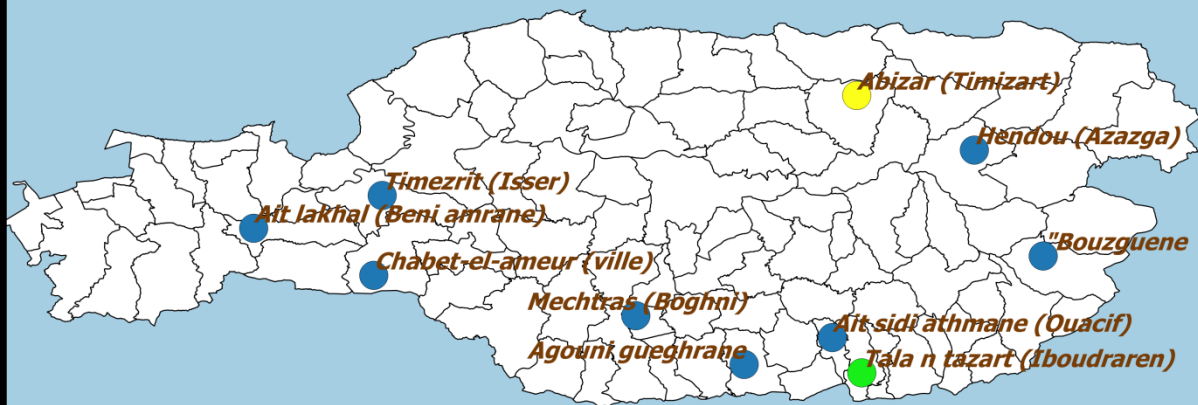 Abizar (Timizart)
Hendou (Azazga)
Timezrit (Isser)
Ait lakhal (Beni amrane)
"Bouzguene
Chabet-el-ameur (ville)
Mechtras (Boghni)
Ait sidi athmane (Ouacif)
Agouni gueghrane
Tala n tazart (Iboudraren)